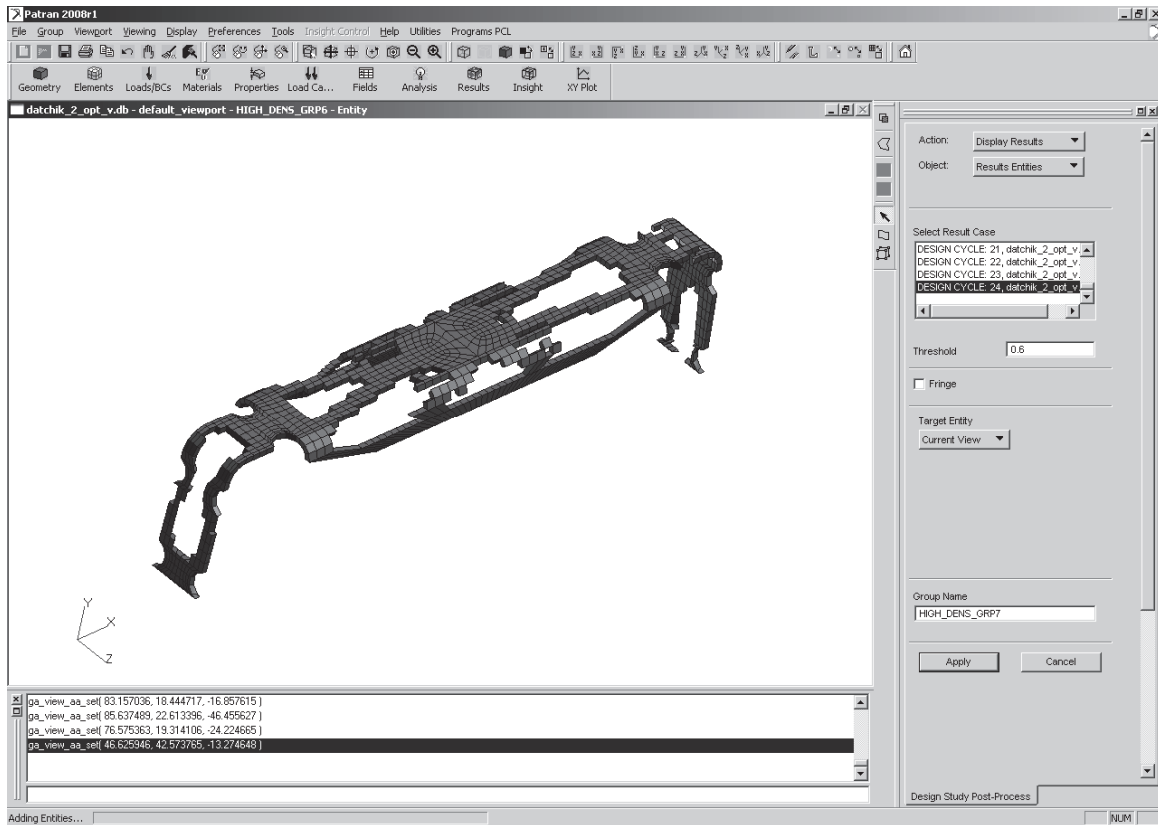 Patran 2008r1
File Group Viewport Viewing Display Preferences Tools Insight Control Help Utilities Programs PCL
Geometry Elements Loads/BCs Materials Properties Load Ca... Fields Analysis Results Insight XY Plot
datchik_2_opt_v.db - default_viewport - HIGH_DENS_GRP6 - Entity
Action: Display Results
Object: Results Entities
Select Result Case
DESIGN CYCLE: 21, datchik_2_opt_v.
DESIGN CYCLE: 22, datchik_2_opt_v.
DESIGN CYCLE: 23, datchik_2_opt_v.
DESIGN CYCLE: 24, datchik_2_opt_v.
Threshold 0.6
Fringe
Target Entity
Current View
Group Name
HIGH_DENS_GRP7
Apply Cancel
Y
X
Z
ga_view_aa_set( 83.157036, 18.444717, -16.857615 )
ga_view_aa_set( 85.637489, 22.613396, -46.455627 )
ga_view_aa_set( 76.575363, 19.314106, -24.224665 )
ga_view_aa_set( 46.625946, 42.573765, -13.274648 )
Design Study Post-Process
Adding Entities...
NUM